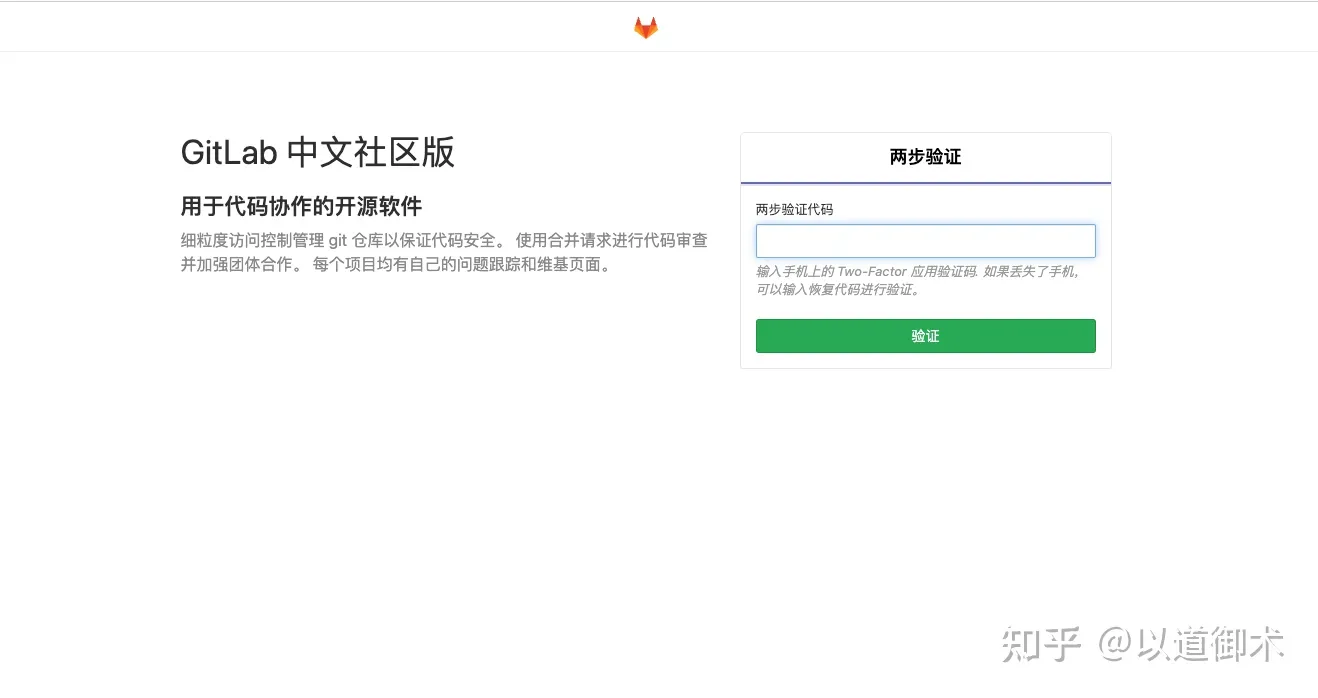 GitLab 中文社区版
用于代码协作的开源软件
细粒度访问控制管理 git 仓库以保证代码安全。 使用合并请求进行代码审查
并加强团体合作。 每个项目均有自己的问题跟踪和维基页面。
两步验证
两步验证代码
输入手机上的 Two-Factor 应用验证码. 如果丢失了手机，
可以输入恢复代码进行验证。
验证
知乎 @以道御术